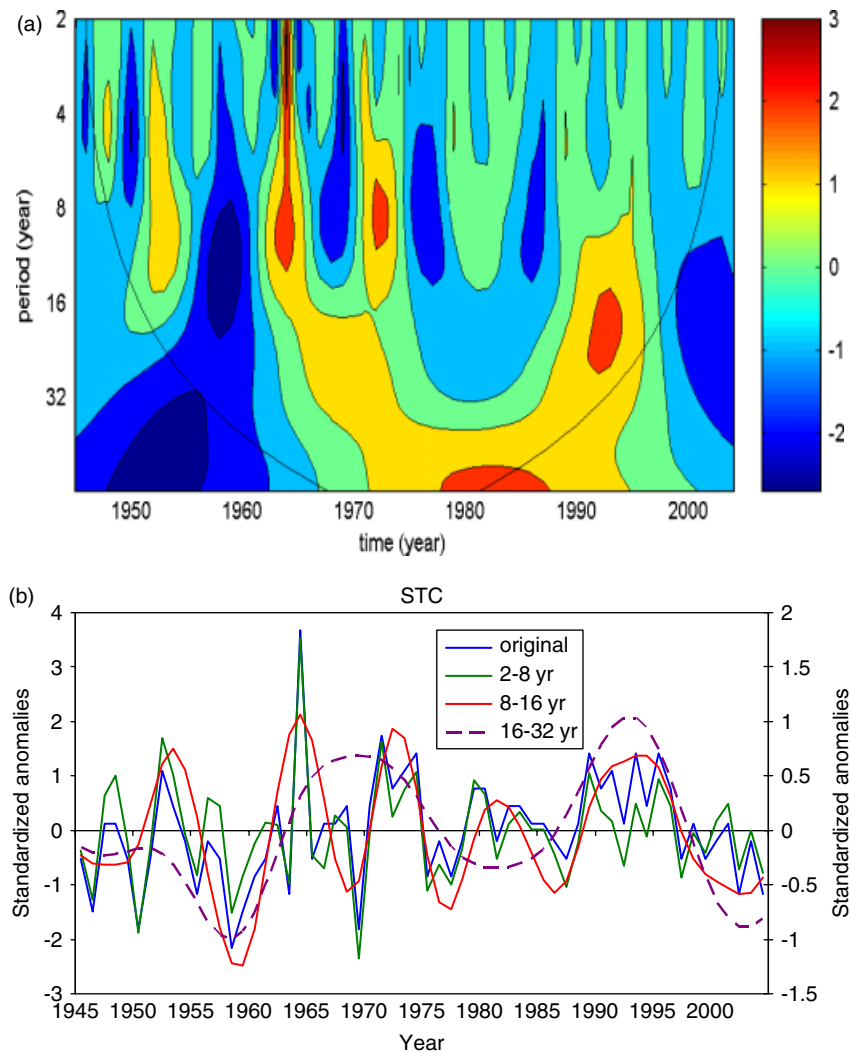 (a)
2
4
8
16
32
period (year)
1950 1960 1970 1980 1990 2000
time (year)
3
2
1
0
-1
-2
(b)
STC
4
3
2
1
0
-1
-2
-3
Standardized anomalies
original
2-8 yr
8-16 yr
16-32 yr
2
1.5
1
0.5
0
-0.5
-1
-1.5
Standardized anomalies
1945 1950 1955 1960 1965 1970 1975 1980 1985 1990 1995 2000
Year